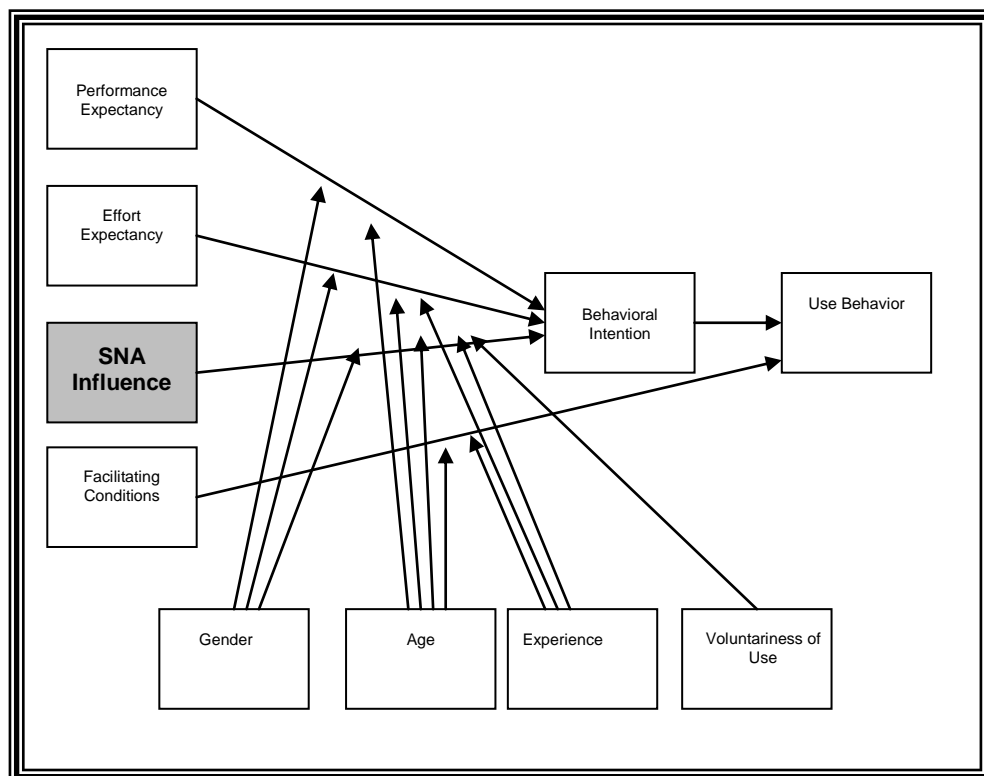 Performance
Expectancy
Effort
Expectancy
SNA
Influence
Facilitating
Conditions
Behavioral
Intention
Use Behavior
Gender
Age
Experience
Voluntariness of
Use